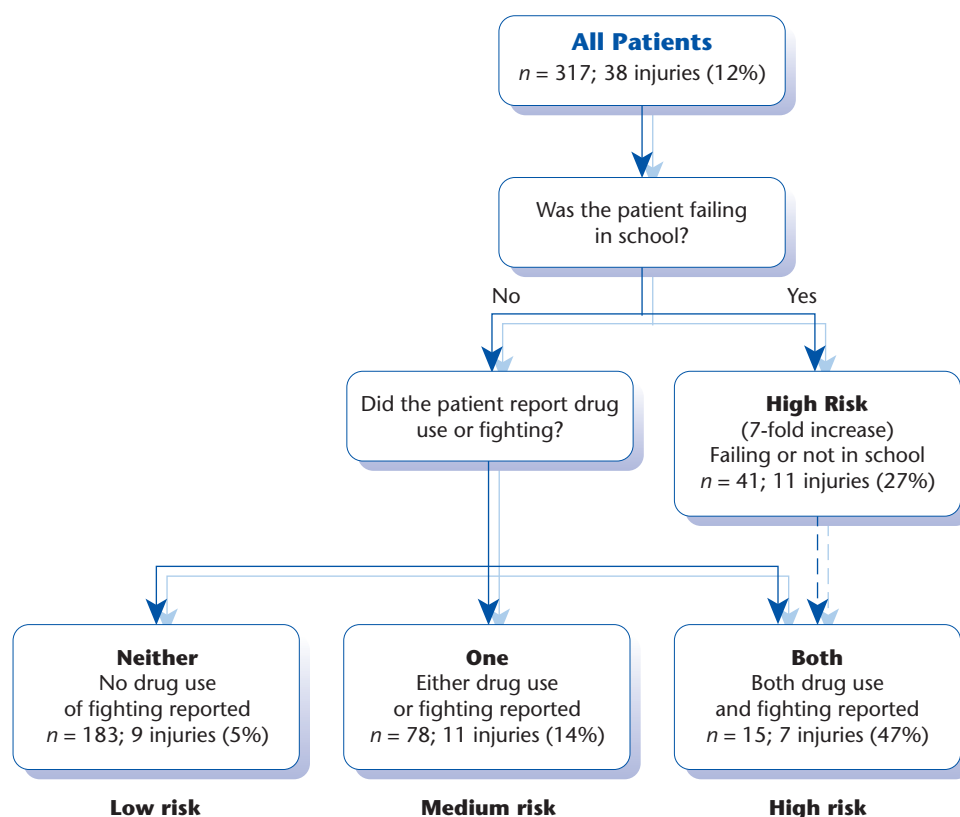 All Patients
n = 317; 38 injuries (12%)
Was the patient failing
in school?
No
Yes
Did the patient report drug
use or fighting?
High Risk
(7-fold increase)
Failing or not in school
n = 41; 11 injuries (27%)
Neither
No drug use
of fighting reported
n = 183; 9 injuries (5%)
One
Either drug use
or fighting reported
n = 78; 11 injuries (14%)
Both
Both drug use
and fighting reported
n = 15; 7 injuries (47%)
Low risk
Medium risk
High risk